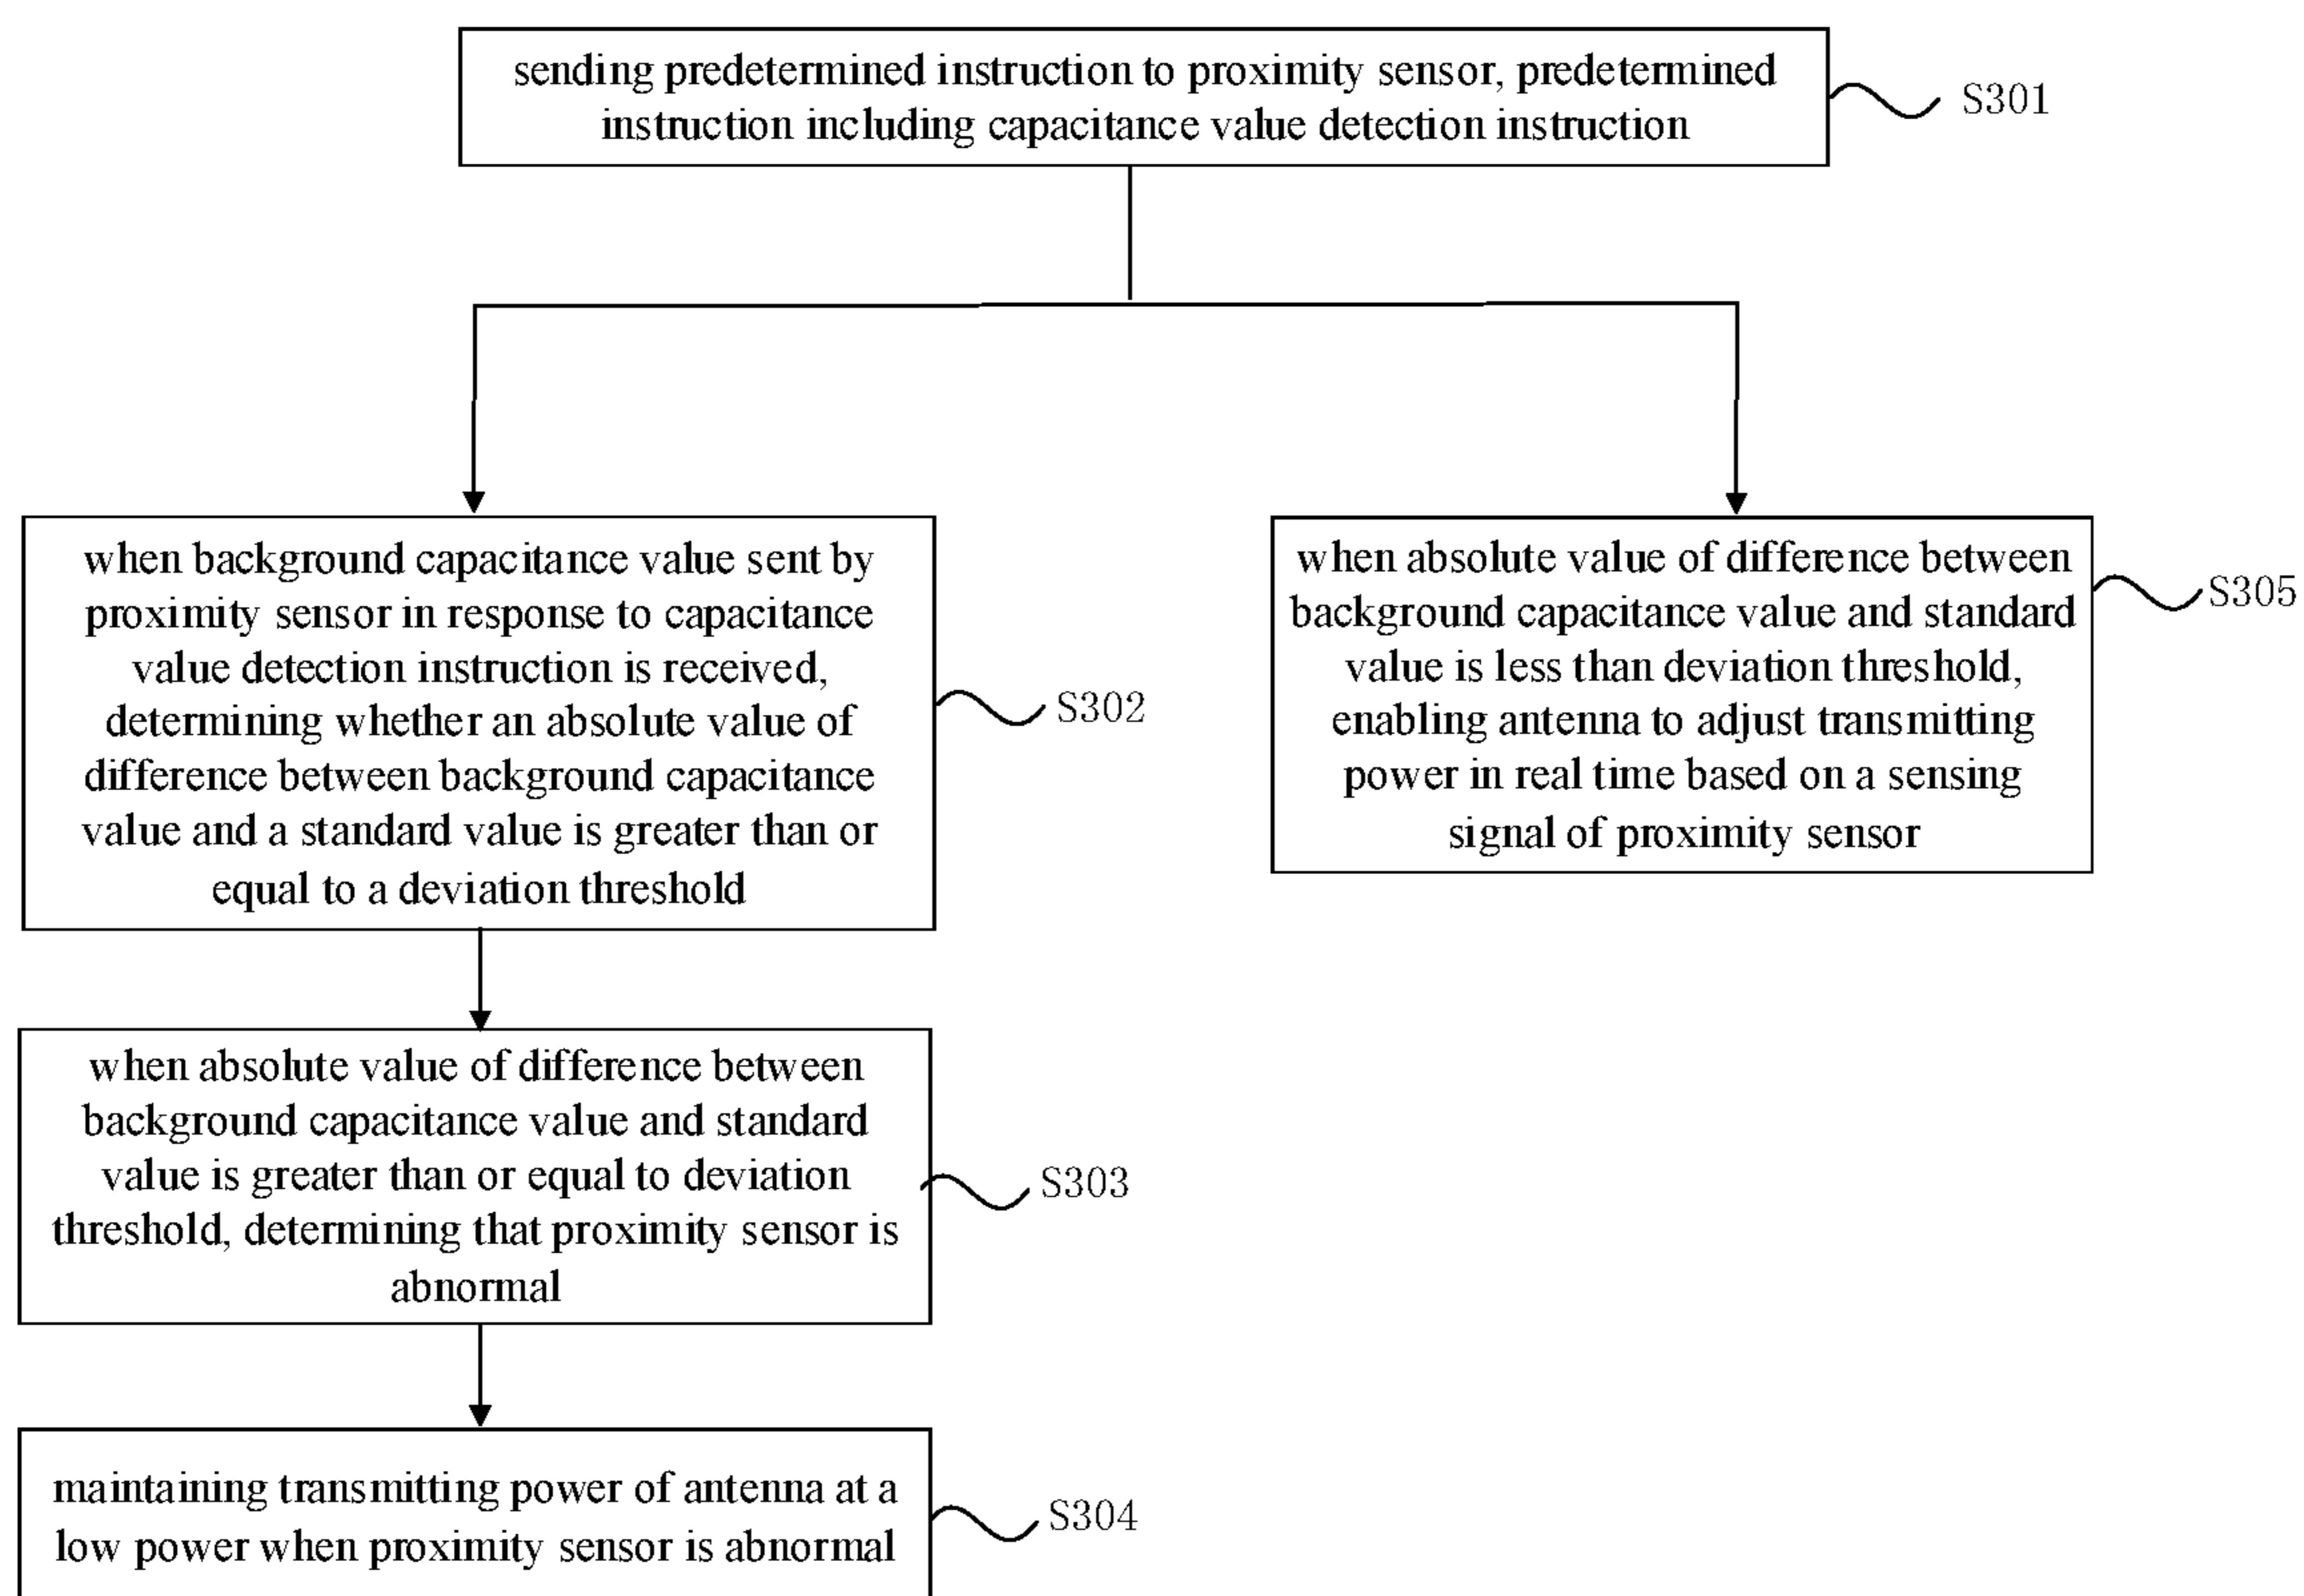 sending predetermined instruction to proximity sensor, predetermined
instruction including capacitance value detection instruction
S301
when background capacitance value sent by
proximity sensor in response to capacitance
value detection instruction is received,
determining whether an absolute value of
difference between background capacitance
value and a standard value is greater than or
equal to a deviation threshold
S302
when absolute value of difference between
background capacitance value and standard
value is less than deviation threshold,
enabling antenna to adjust transmitting
power in real time based on a sensing
signal of proximity sensor
S305
when absolute value of difference between
background capacitance value and standard
value is greater than or equal to deviation
threshold, determining that proximity sensor is
abnormal
S303
maintaining transmitting power of antenna at a
low power when proximity sensor is abnormal
S304